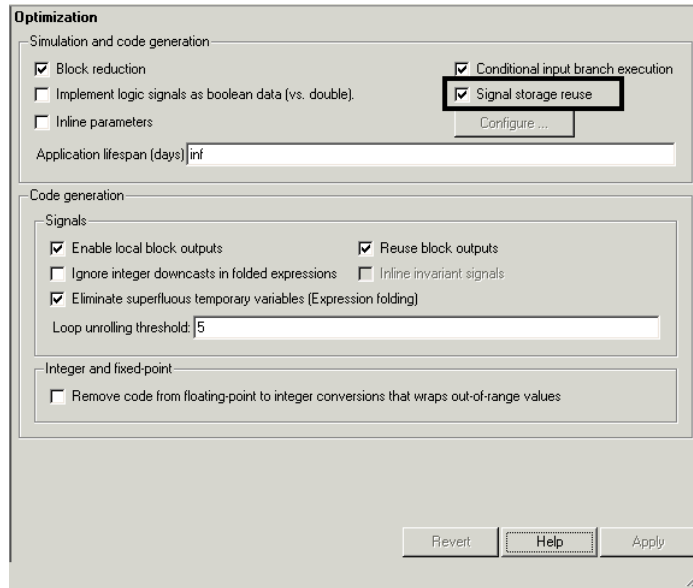 Optimization
Simulation and code generation
Block reduction
Conditional input branch execution
Implement logic signals as boolean data (vs. double).
Signal storage reuse
Inline parameters
Configure ...
Application lifespan (days) inf
Code generation
Signals
Enable local block outputs
Reuse block outputs
Ignore integer downcasts in folded expressions
Inline invariant signals
Eliminate superfluous temporary variables (Expression folding)
Loop unrolling threshold: 5
Integer and fixed-point
Remove code from floating-point to integer conversions that wraps out-of-range values
Revert
Help
Apply